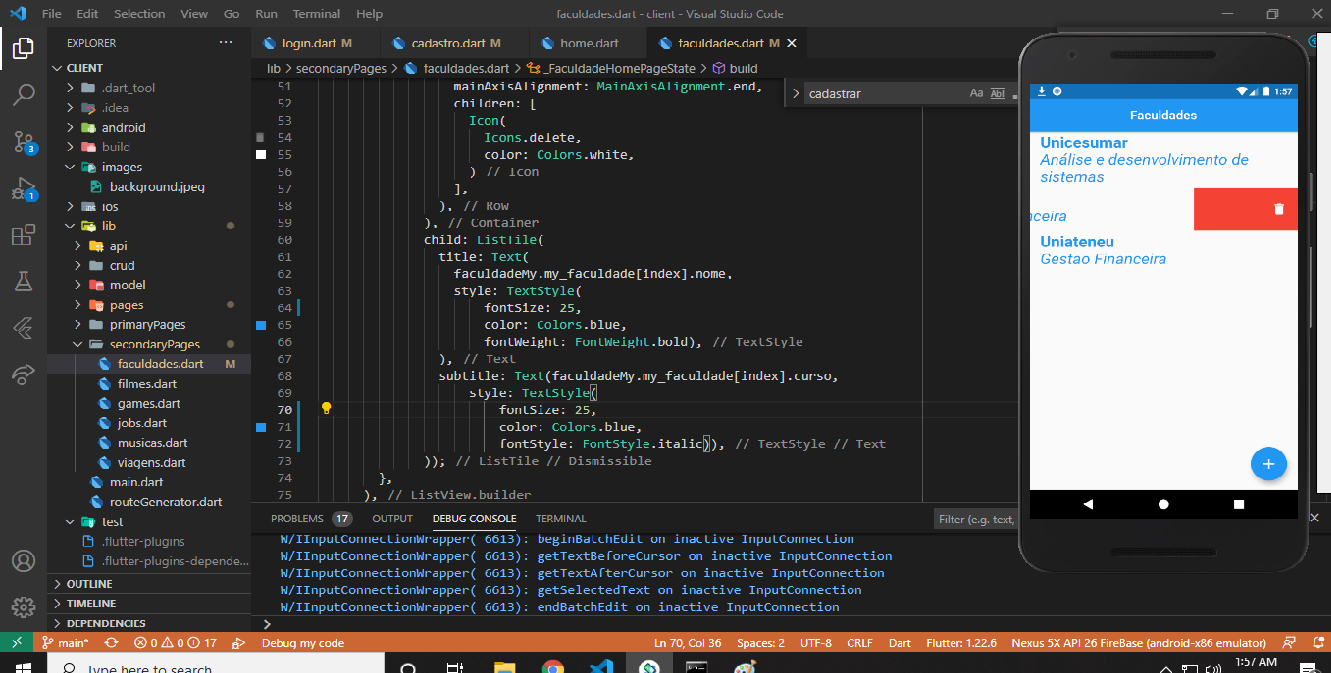 File Edit Selection View Go Run Terminal Help
faculdades.dart - client - Visual Studio Code
EXPLORER
CLIENT
.dart_tool
.idea
android
build
images
background.jpeg
ios
lib
api
crud
model
pages
primaryPages
secondaryPages
faculdades.dart M
filmes.dart
games.dart
jobs.dart
musicas.dart
viagens.dart
main.dart
routeGenerator.dart
test
.flutter-plugins
.flutter-plugins-depende...
OUTLINE
TIMELINE
DEPENDENCIES
3
1
login.dart M
cadastro.dart M
home.dart
faculdades.dart M
lib > secondaryPages > faculdades.dart > _FaculdadeHomePageState > build
cadastrar
Aa Abl
51 mainAxisAlignment: MainAxisAlignment.end,
52 children: [
53 Icon(
54 Icons.delete,
55 color: Colors.white,
56 ) // Icon
57 ],
58 ), // Row
59 ), // Container
60 child: ListTile(
61 title: Text(
62 faculdadeMy.my_faculdade[index].nome,
63 style: TextStyle(
64 fontSize: 25,
65 color: Colors.blue,
66 fontWeight: FontWeight.bold), // TextStyle
67 ), // Text
68 subtitle: Text(faculdadeMy.my_faculdade[index].curso,
69 style: TextStyle(
70 fontSize: 25,
71 color: Colors.blue,
72 fontStyle: FontStyle.italic)), // TextStyle // Text
73 )); // ListTile // Dismissible
74 },
75 ), // ListView.builder
PROBLEMS 17 OUTPUT DEBUG CONSOLE TERMINAL
Filter (e.g. text,
W/IInputConnectionWrapper( 6613): beginBatchEdit on inactive InputConnection
W/IInputConnectionWrapper( 6613): getTextBeforeCursor on inactive InputConnection
W/IInputConnectionWrapper( 6613): getTextAfterCursor on inactive InputConnection
W/IInputConnectionWrapper( 6613): getSelectedText on inactive InputConnection
W/IInputConnectionWrapper( 6613): endBatchEdit on inactive InputConnection
>
1:57
Faculdades
Unicesumar
Análise e desenvolvimento de
sistemas
nceira
Uniateneu
Gestao Financeira
main* 0 0 17 Debug my code
Ln 70, Col 36 Spaces: 2 UTF-8 CRLF Dart Flutter: 1.22.6 Nexus 5X API 26 FireBase (android-x86 emulator)
Type here to search
1:57 AM